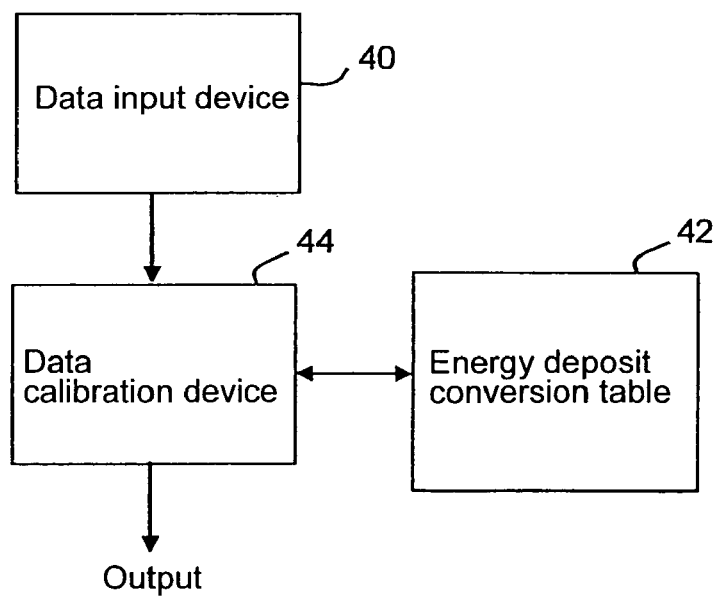 40
Data input device
44
42
Data
calibration device
Energy deposit
conversion table
Output